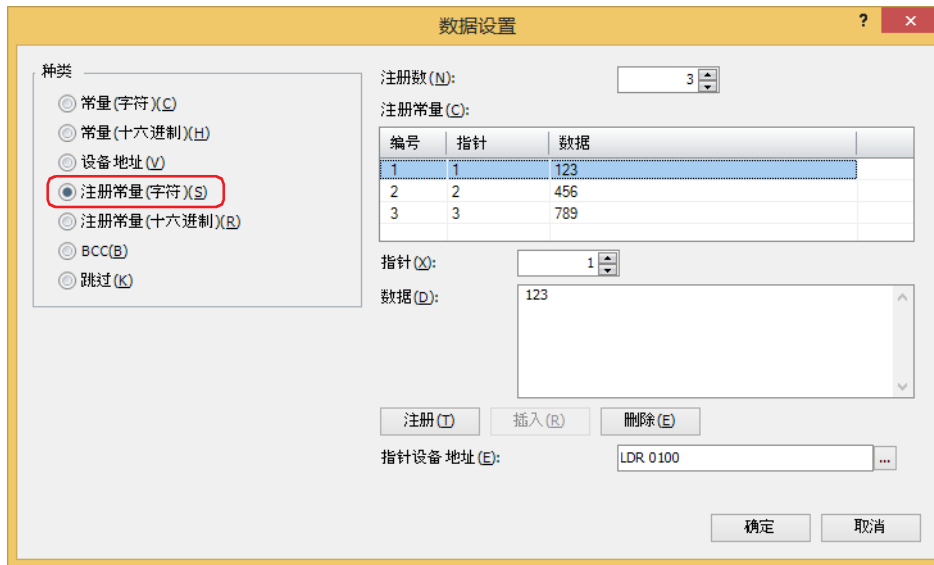 数据设置
?
×
种类
常量(字符)(C)
常量(十六进制)(H)
设备地址(V)
注册常量(字符)(S)
注册常量(十六进制)(R)
BCC(B)
跳过(K)
注册数(N):
3
注册常量(C):
编号 指针 数据
1 1 123
2 2 456
3 3 789
指针(X):
1
数据(D):
123
注册(T) 插入(R) 删除(E)
指针设备地址(E):
LDR 0100
...
确定 取消